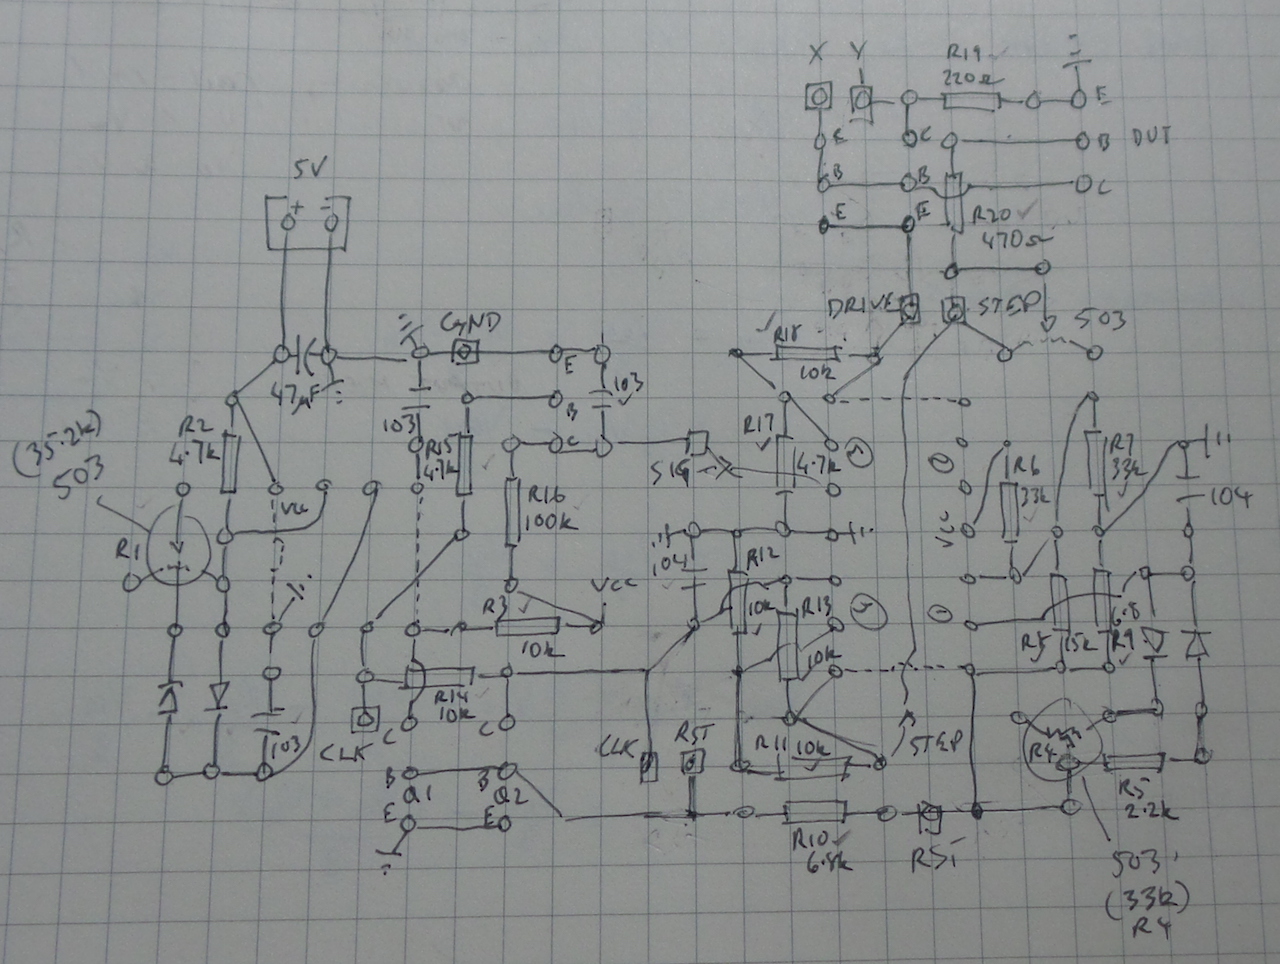 X Y R19
220Ω
E
E C B DUT
B B C
E E R20
470Ω
5V
+ -
DRIVE STEP
503
GND
R18
10k
E
47µF
103
B
103
C
(35.2k)
503
R2
4.7k
R15
4.7k
R17
4.7k
SIG
R6
33k
R7
33k
104
Vcc
R16
100k
Vcc
R1
104
R12
10k
Vcc
R3
10k
R13
10k
R8 15k
6.8
R9
R14
10k
103
CLK
C C
CLK RST
R11 10k
STEP
R4
R5
2.2k
B B
Q1 Q2
E E
R10
6.8k
RST
503
(33k)
R4